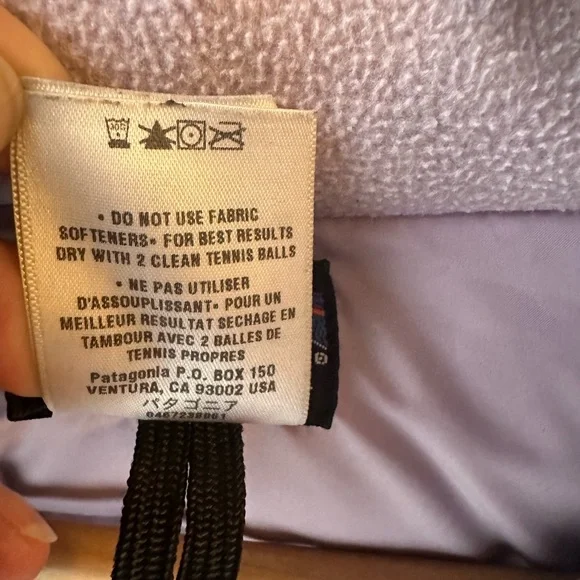 • DO NOT USE FABRIC
SOFTENERS• FOR BEST RESULTS
DRY WITH 2 CLEAN TENNIS BALLS
• NE PAS UTILISER
D'ASSOUPLISSANT• POUR UN
MEILLEUR RESULTAT SECHAGE EN
TAMBOUR AVEC 2 BALLES DE
TENNIS PROPRES
Patagonia P.O. BOX 150
VENTURA, CA 93002 USA
パタゴニア